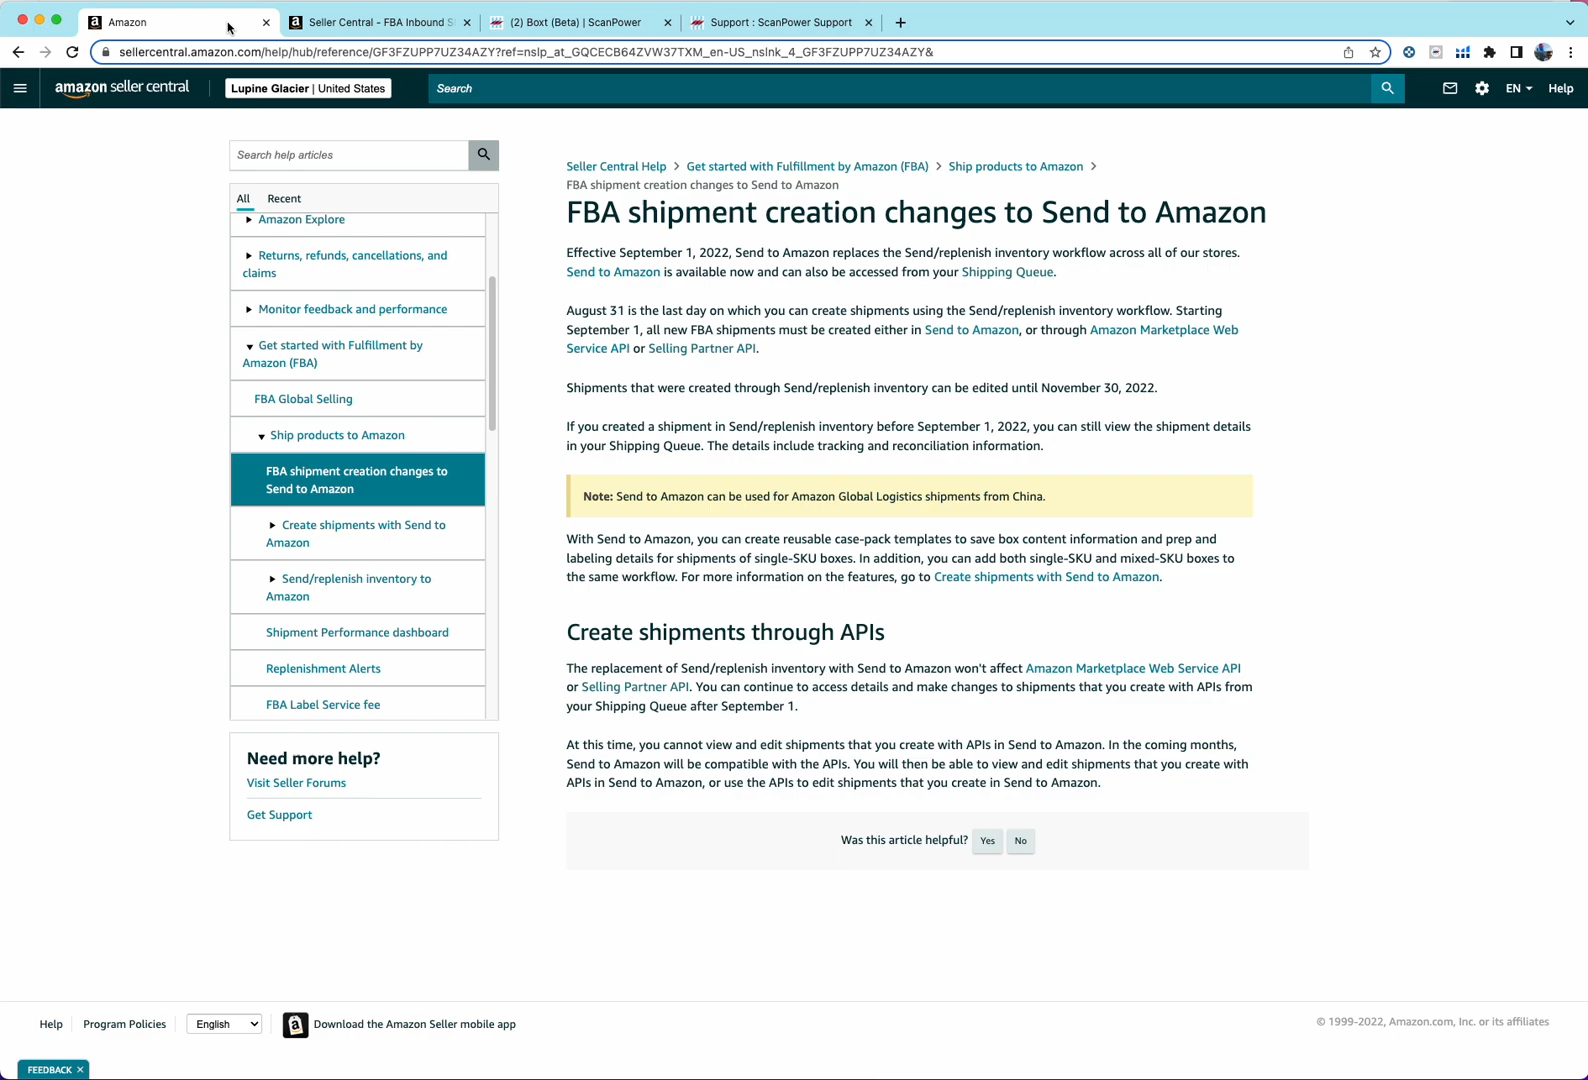 Amazon
Seller Central - FBA Inbound S
(2) Boxt (Beta) | ScanPower
Support : ScanPower Support
sellercentral.amazon.com/help/hub/reference/GF3FZUPP7UZ34AZY?ref=nslp_at_GQCECB64ZVW37TXM_en-US_nslnk_4_GF3FZUPP7UZ34AZY&
amazon seller central
Lupine Glacier | United States
Search
EN
Help
Search help articles
All
Recent
Amazon Explore
Returns, refunds, cancellations, and
claims
Monitor feedback and performance
Get started with Fulfillment by
Amazon (FBA)
FBA Global Selling
Ship products to Amazon
FBA shipment creation changes to
Send to Amazon
Create shipments with Send to
Amazon
Send/replenish inventory to
Amazon
Shipment Performance dashboard
Replenishment Alerts
FBA Label Service fee
Need more help?
Visit Seller Forums
Get Support
Seller Central Help > Get started with Fulfillment by Amazon (FBA) > Ship products to Amazon >
FBA shipment creation changes to Send to Amazon
FBA shipment creation changes to Send to Amazon
Effective September 1, 2022, Send to Amazon replaces the Send/replenish inventory workflow across all of our stores.
Send to Amazon is available now and can also be accessed from your Shipping Queue.
August 31 is the last day on which you can create shipments using the Send/replenish inventory workflow. Starting
September 1, all new FBA shipments must be created either in Send to Amazon, or through Amazon Marketplace Web
Service API or Selling Partner API.
Shipments that were created through Send/replenish inventory can be edited until November 30, 2022.
If you created a shipment in Send/replenish inventory before September 1, 2022, you can still view the shipment details
in your Shipping Queue. The details include tracking and reconciliation information.
Note: Send to Amazon can be used for Amazon Global Logistics shipments from China.
With Send to Amazon, you can create reusable case-pack templates to save box content information and prep and
labeling details for shipments of single-SKU boxes. In addition, you can add both single-SKU and mixed-SKU boxes to
the same workflow. For more information on the features, go to Create shipments with Send to Amazon.
Create shipments through APIs
The replacement of Send/replenish inventory with Send to Amazon won't affect Amazon Marketplace Web Service API
or Selling Partner API. You can continue to access details and make changes to shipments that you create with APIs from
your Shipping Queue after September 1.
At this time, you cannot view and edit shipments that you create with APIs in Send to Amazon. In the coming months,
Send to Amazon will be compatible with the APIs. You will then be able to view and edit shipments that you create with
APIs in Send to Amazon, or use the APIs to edit shipments that you create in Send to Amazon.
Was this article helpful? Yes No
Help
Program Policies
English
Download the Amazon Seller mobile app
© 1999-2022, Amazon.com, Inc. or its affiliates
FEEDBACK ×